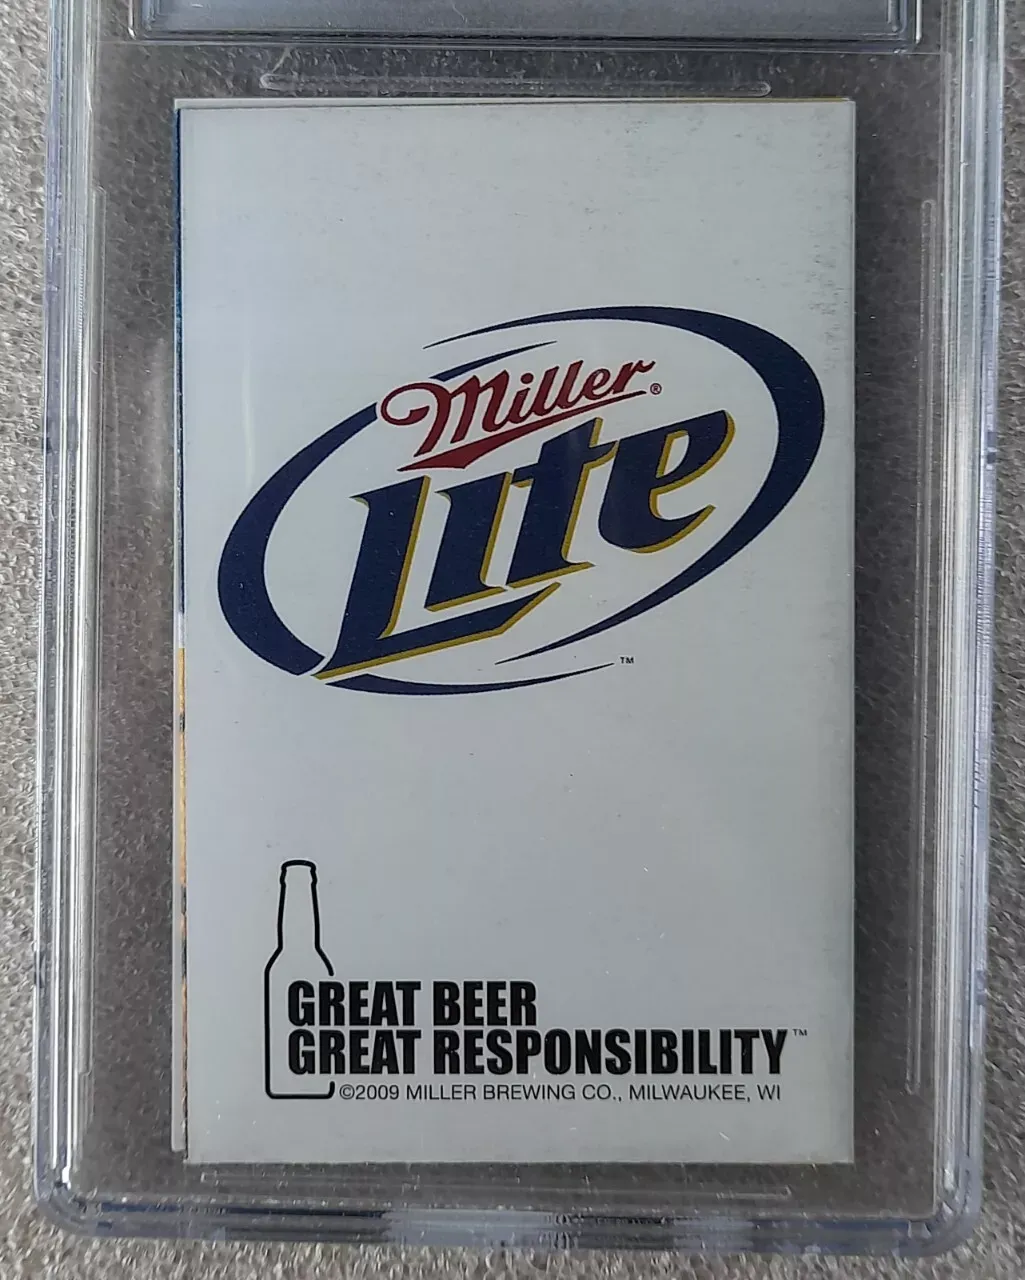 Miller®
Lite
™
GREAT BEER
GREAT RESPONSIBILITY™
©2009 MILLER BREWING CO., MILWAUKEE, WI